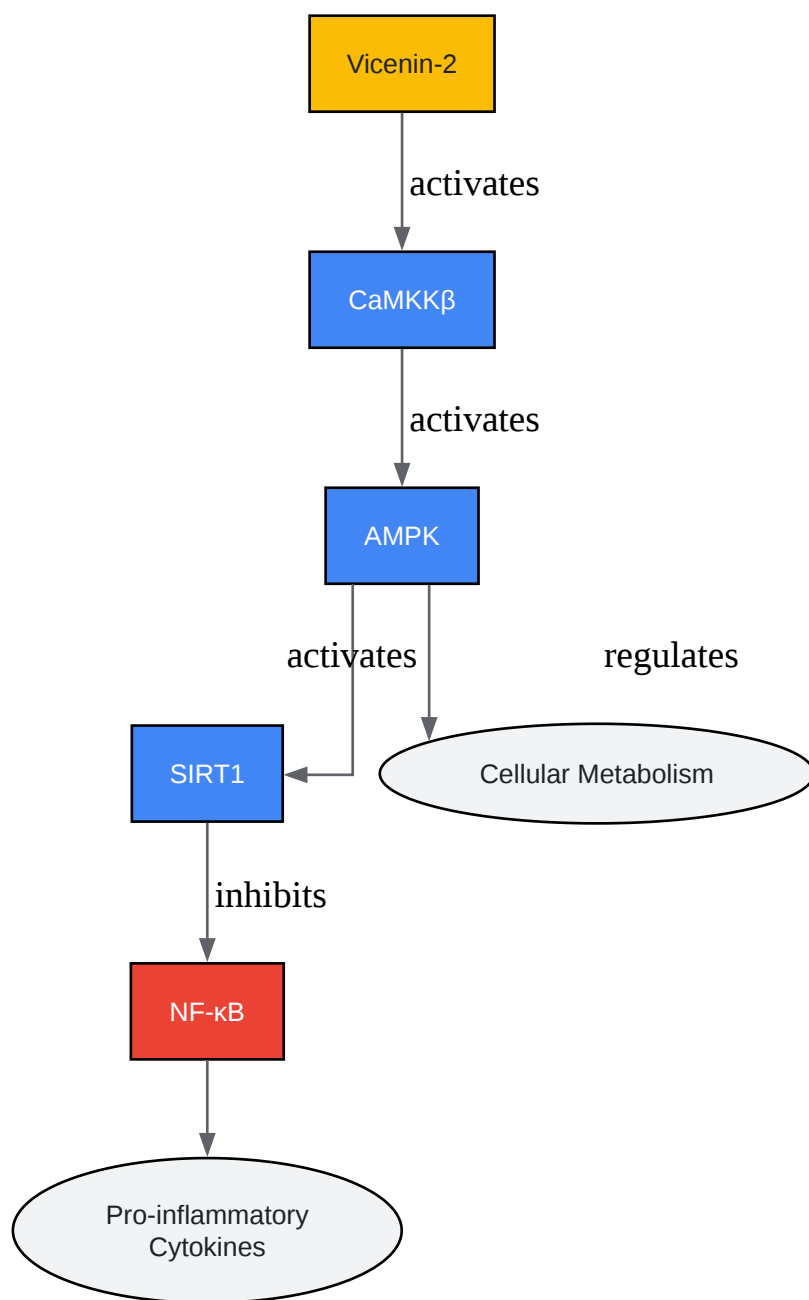 Vicenin-2
activates
CaMKKβ
activates
AMPK
activates
regulates
SIRT1
Cellular Metabolism
inhibits
NF-κB
Pro-inflammatory
Cytokines